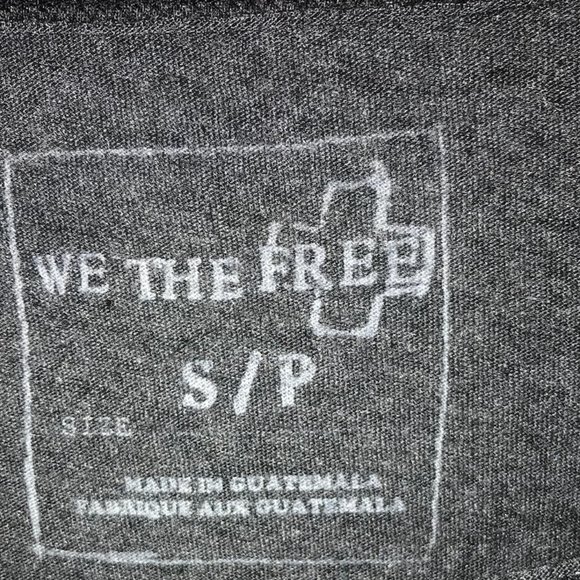 WE THE FREE
S/P
SIZE
MADE IN GUATEMALA
FABRIQUE AUX GUATEMALA